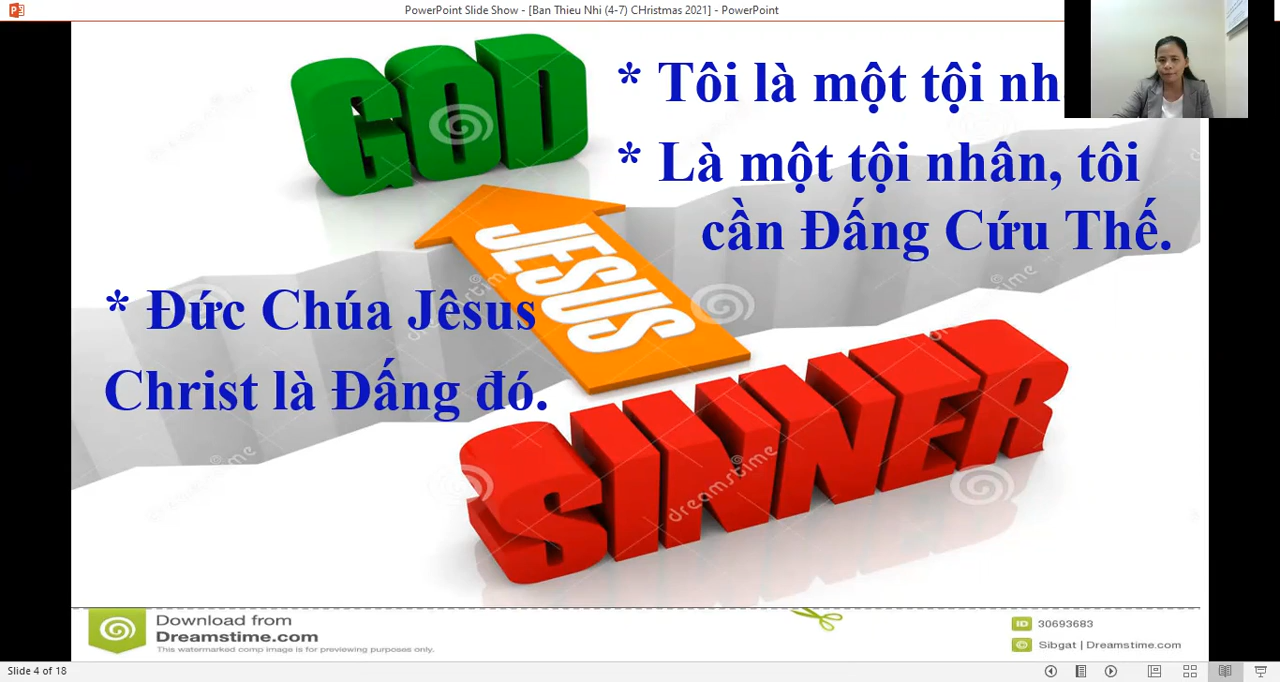 PowerPoint Slide Show - [Ban Thieu Nhi (4-7) CHristmas 2021] - PowerPoint
GOD
* Tôi là một tội nh
* Là một tội nhân, tôi
cần Đấng Cứu Thế.
JESUS
* Đức Chúa Jêsus
Christ là Đấng đó.
SINNER
dreamstime
Download from
Dreamstime.com
This watermarked comp image is for previewing purposes only.
ID 30693683
© Sibgat | Dreamstime.com
Slide 4 of 18